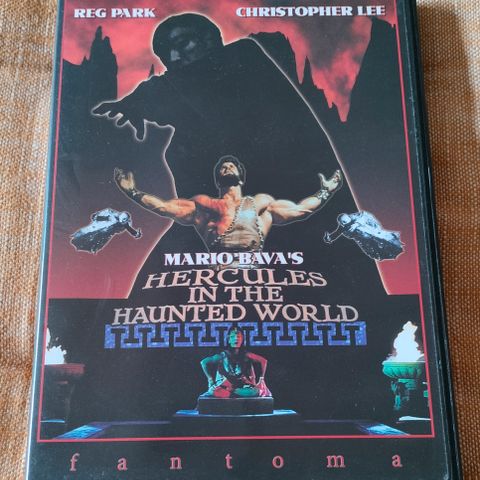 REG PARK CHRISTOPHER LEE
MARIO BAVA'S
HERCULES
IN THE
HAUNTED WORLD
fantoma